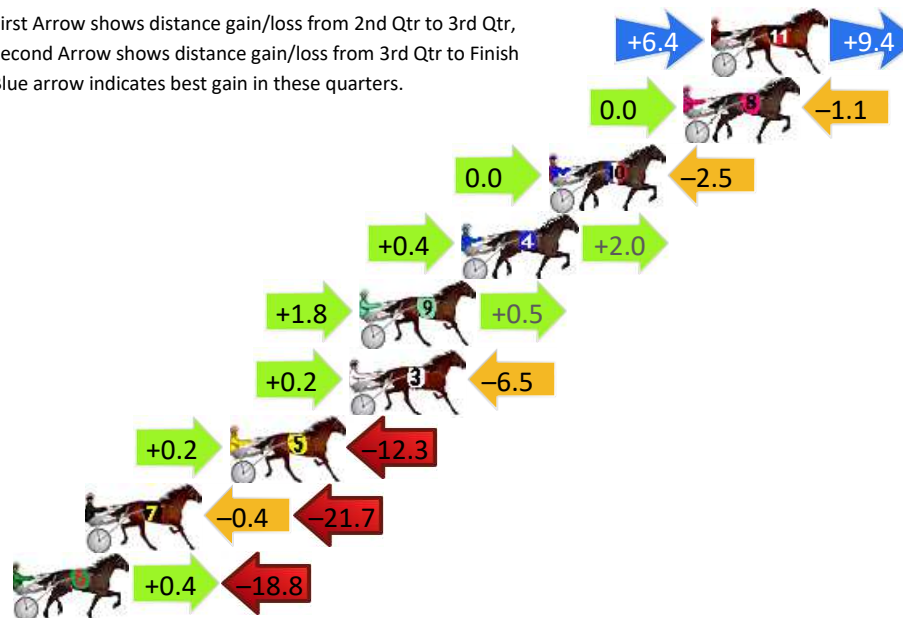 irst Arrow shows distance gain/loss from 2nd Qtr to 3rd Qtr,
econd Arrow shows distance gain/loss from 3rd Qtr to Finish
Blue arrow indicates best gain in these quarters.
+6.4 11 +9.4
0.0 8 –1.1
0.0 10 –2.5
+0.4 4 +2.0
+1.8 9 +0.5
+0.2 3 –6.5
+0.2 5 –12.3
7 –0.4 –21.7
+0.4 –18.8